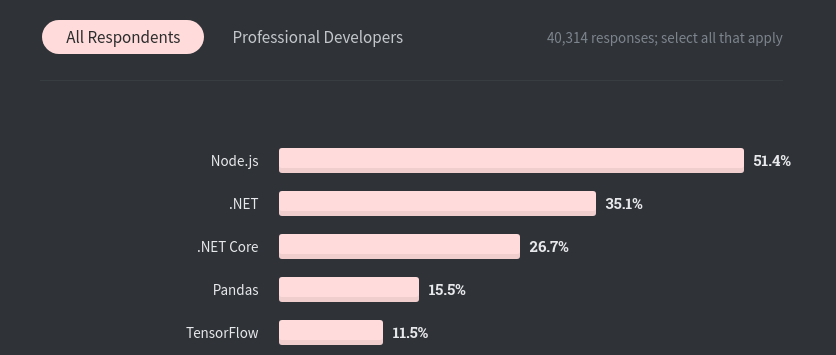 All Respondents Professional Developers 40,314 responses; select all that apply
Node.js 51.4%
.NET 35.1%
.NET Core 26.7%
Pandas 15.5%
TensorFlow 11.5%